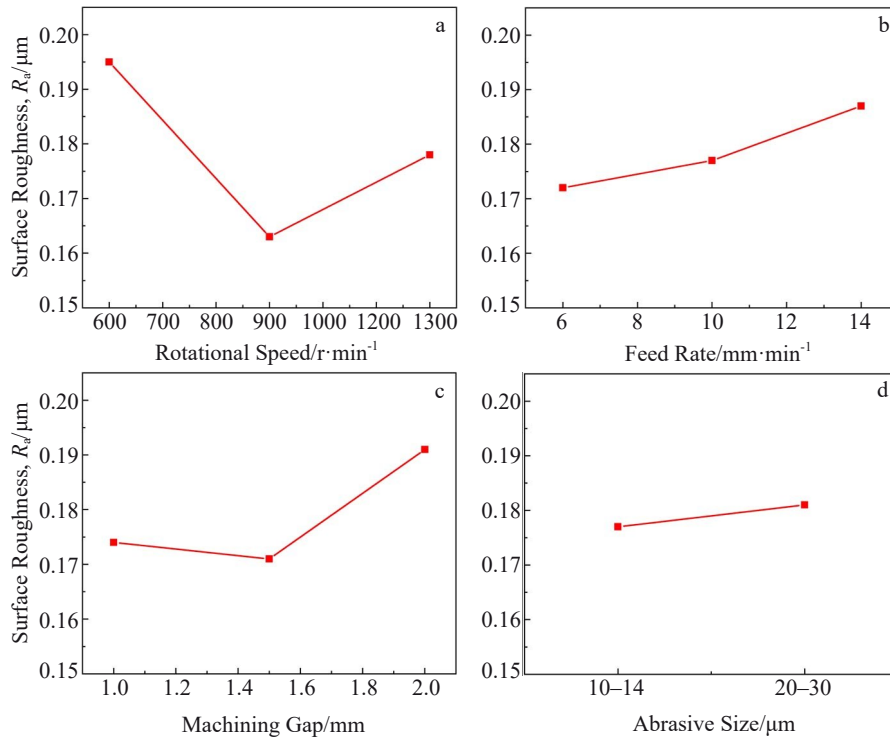 a
Surface Roughness, Rₐ/μm
0.20
0.19
0.18
0.17
0.16
0.15
600 700 800 900 1000 1200 1300
Rotational Speed/r·min⁻¹
b
0.20
0.19
0.18
0.17
0.16
0.15
6 8 10 12 14
Feed Rate/mm·min⁻¹
c
Surface Roughness, Rₐ/μm
0.20
0.19
0.18
0.17
0.16
0.15
1.0 1.2 1.4 1.6 1.8 2.0
Machining Gap/mm
d
0.20
0.19
0.18
0.17
0.16
0.15
10–14 20–30
Abrasive Size/μm